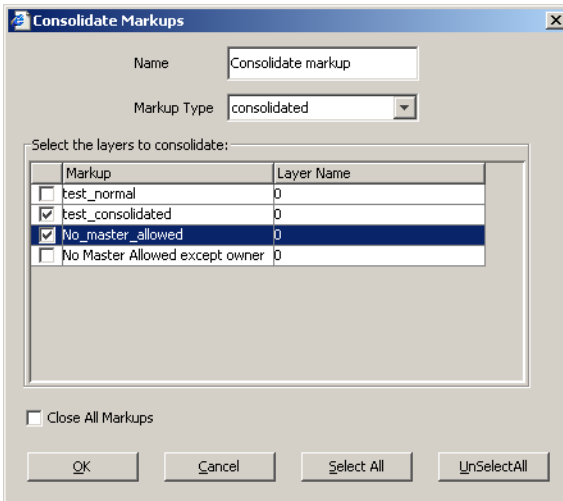 Consolidate Markups
Name Consolidate markup
Markup Type consolidated
Select the layers to consolidate:
Markup Layer Name
test_normal 0
test_consolidated 0
No_master_allowed 0
No Master Allowed except owner 0
Close All Markups
OK Cancel Select All UnSelectAll